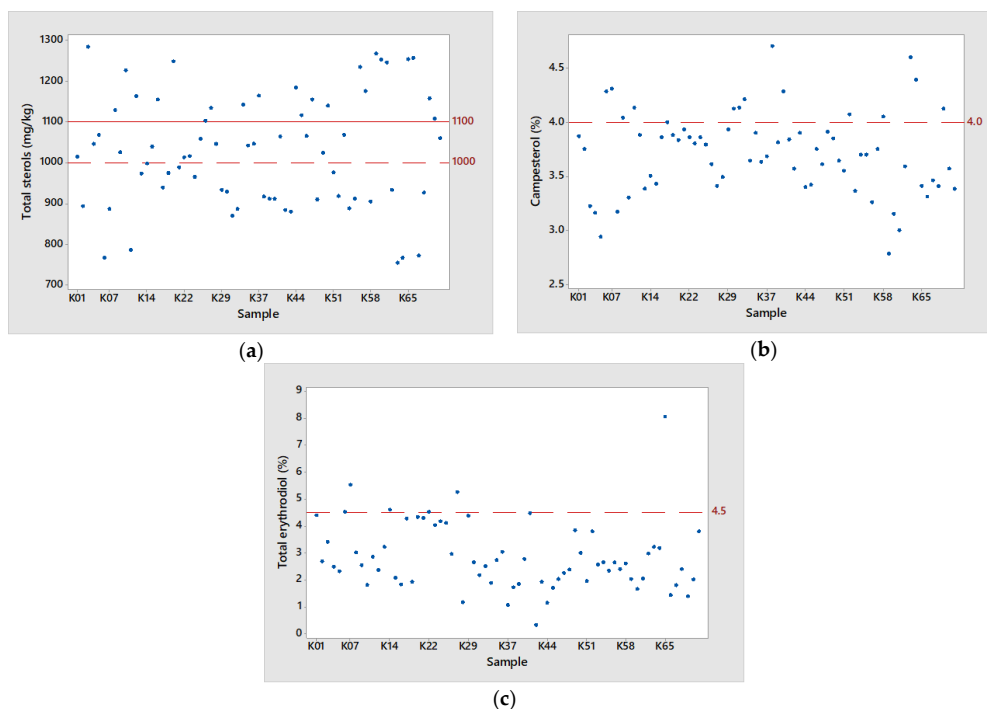 Total sterols (mg/kg)
1300
1200
1100
1000
900
800
700
1100
1000
K01 K07 K14 K22 K29 K37 K44 K51 K58 K65
Sample
(a)
Campesterol (%)
4.5
4.0
3.5
3.0
2.5
4.0
K01 K07 K14 K22 K29 K37 K44 K51 K58 K65
Sample
(b)
Total erythrodiol (%)
9
8
7
6
5
4
3
2
1
0
4.5
K01 K07 K14 K22 K29 K37 K44 K51 K58 K65
Sample
(c)